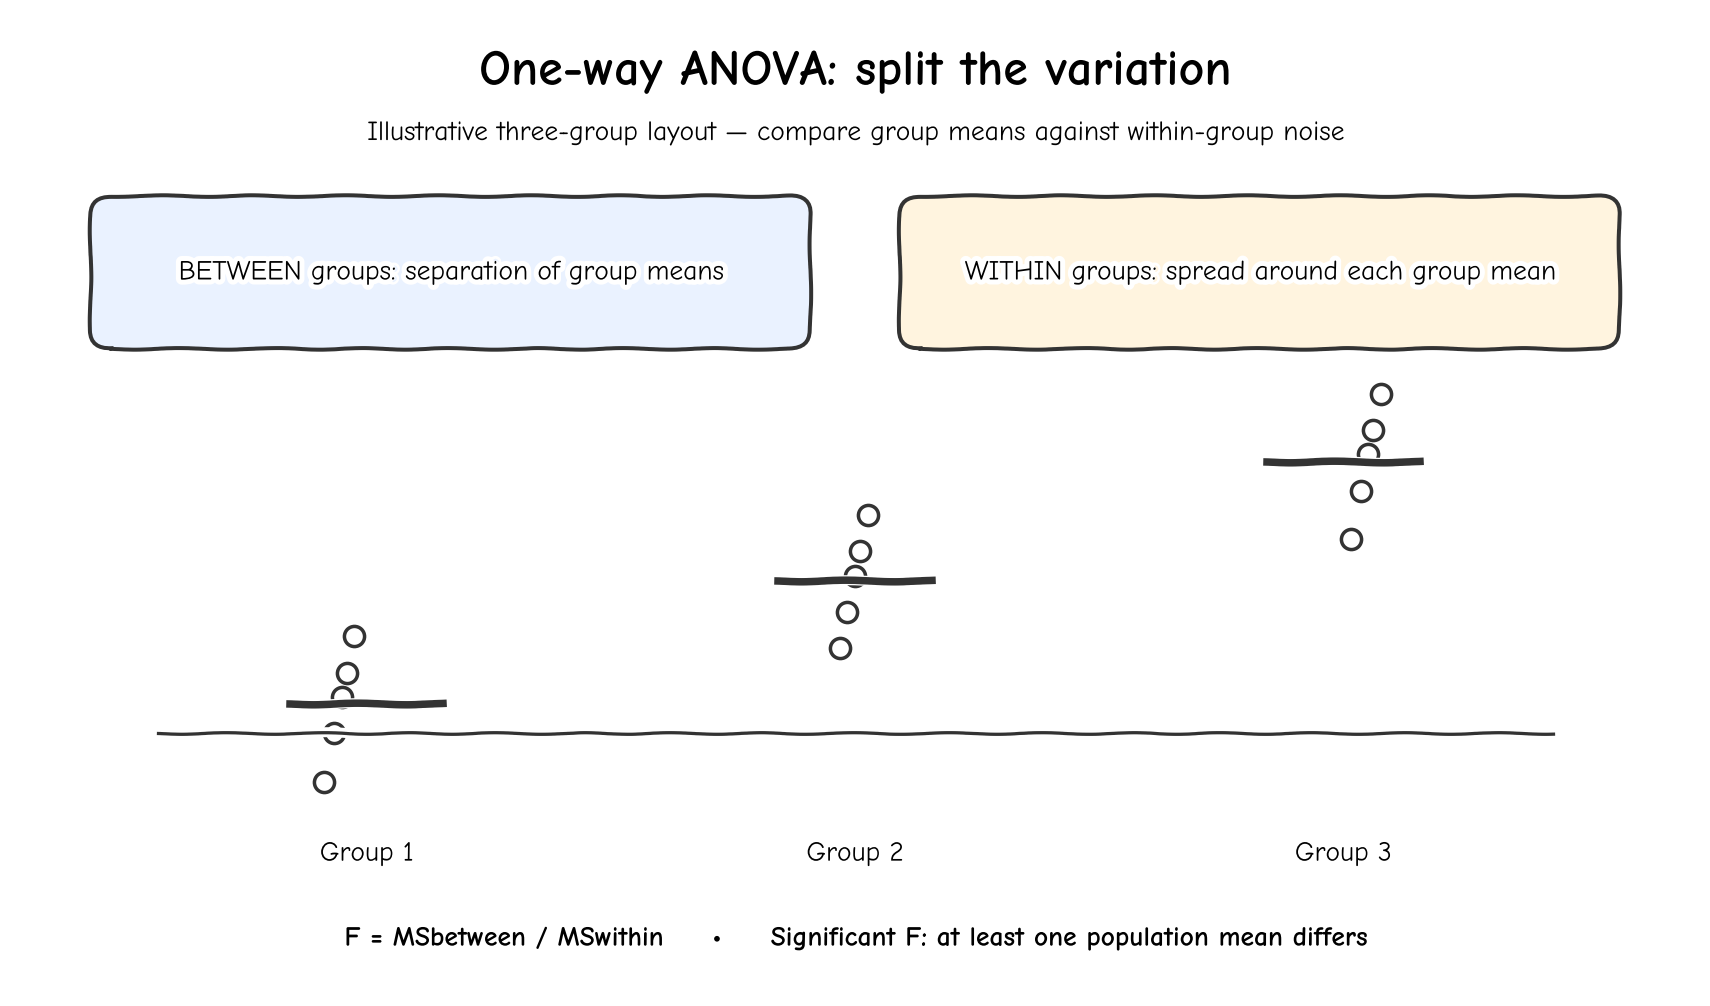 One-way ANOVA: split the variation
Illustrative three-group layout — compare group means against within-group noise
BETWEEN groups: separation of group means
WITHIN groups: spread around each group mean
Group 1
Group 2
Group 3
F = MSbetween / MSwithin • Significant F: at least one population mean differs